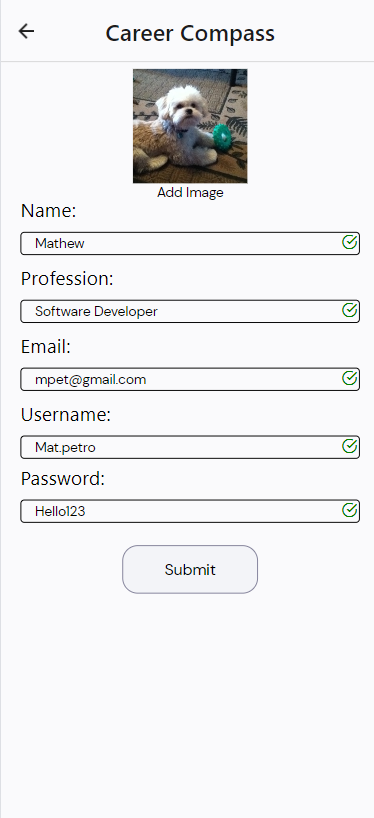 Career Compass
Add Image
Name:
Mathew
Profession:
Software Developer
Email:
mpet@gmail.com
Username:
Mat.petro
Password:
Hello123
Submit